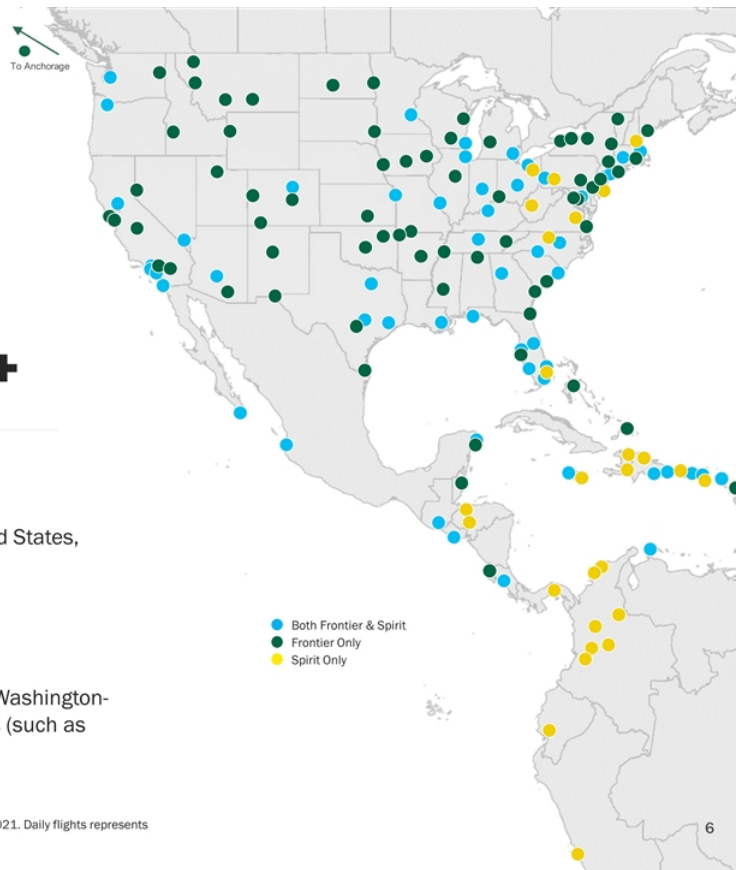 To Anchorage
+
d States,
Both Frontier & Spirit
Frontier Only
Spirit Only
Washington-
(such as
021. Daily flights represents
6